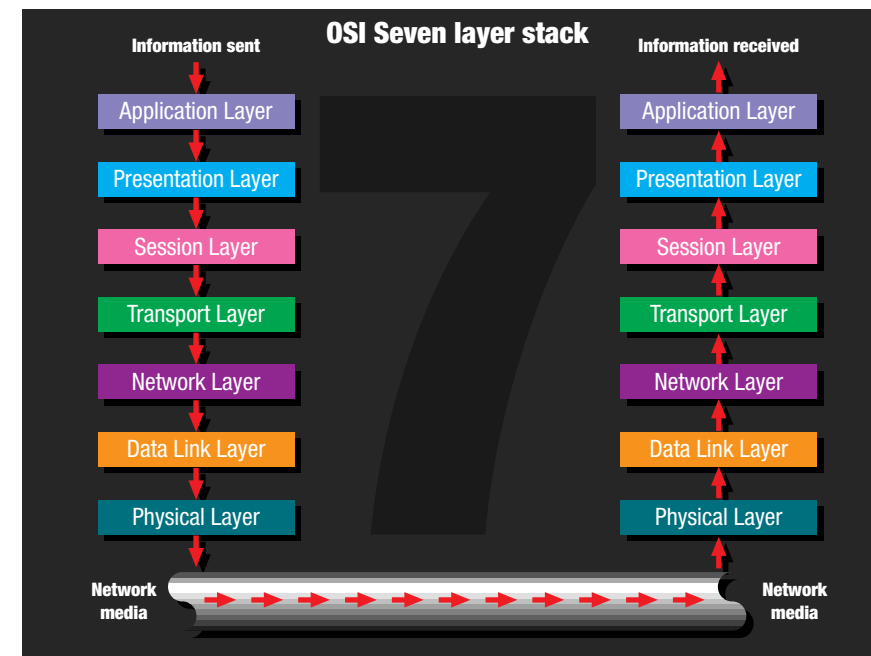 OSI Seven layer stack
Information sent
Information received
Application Layer
Application Layer
Presentation Layer
Presentation Layer
Session Layer
Session Layer
Transport Layer
Transport Layer
Network Layer
Network Layer
Data Link Layer
Data Link Layer
Physical Layer
Physical Layer
7
Network
media
Network
media